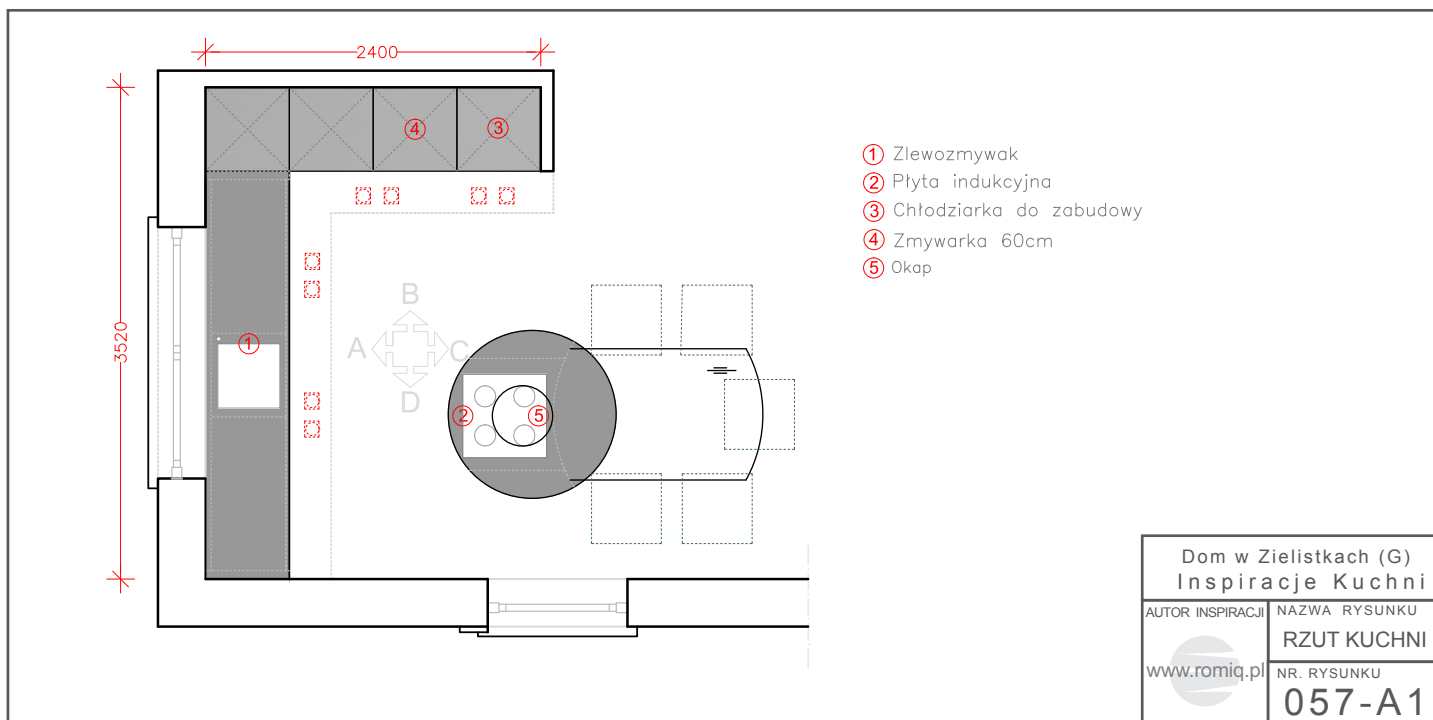 2400
3520
4
3
1
2
5
A
B
C
D
1 Zlewozmywak
2 Płyta indukcyjna
3 Chłodziarka do zabudowy
4 Zmywarka 60cm
5 Okap
Dom w Zielistkach (G)
Inspiracje Kuchni
AUTOR INSPIRACJI
www.romiq.pl
NAZWA RYSUNKU
RZUT KUCHNI
NR. RYSUNKU
057-A1